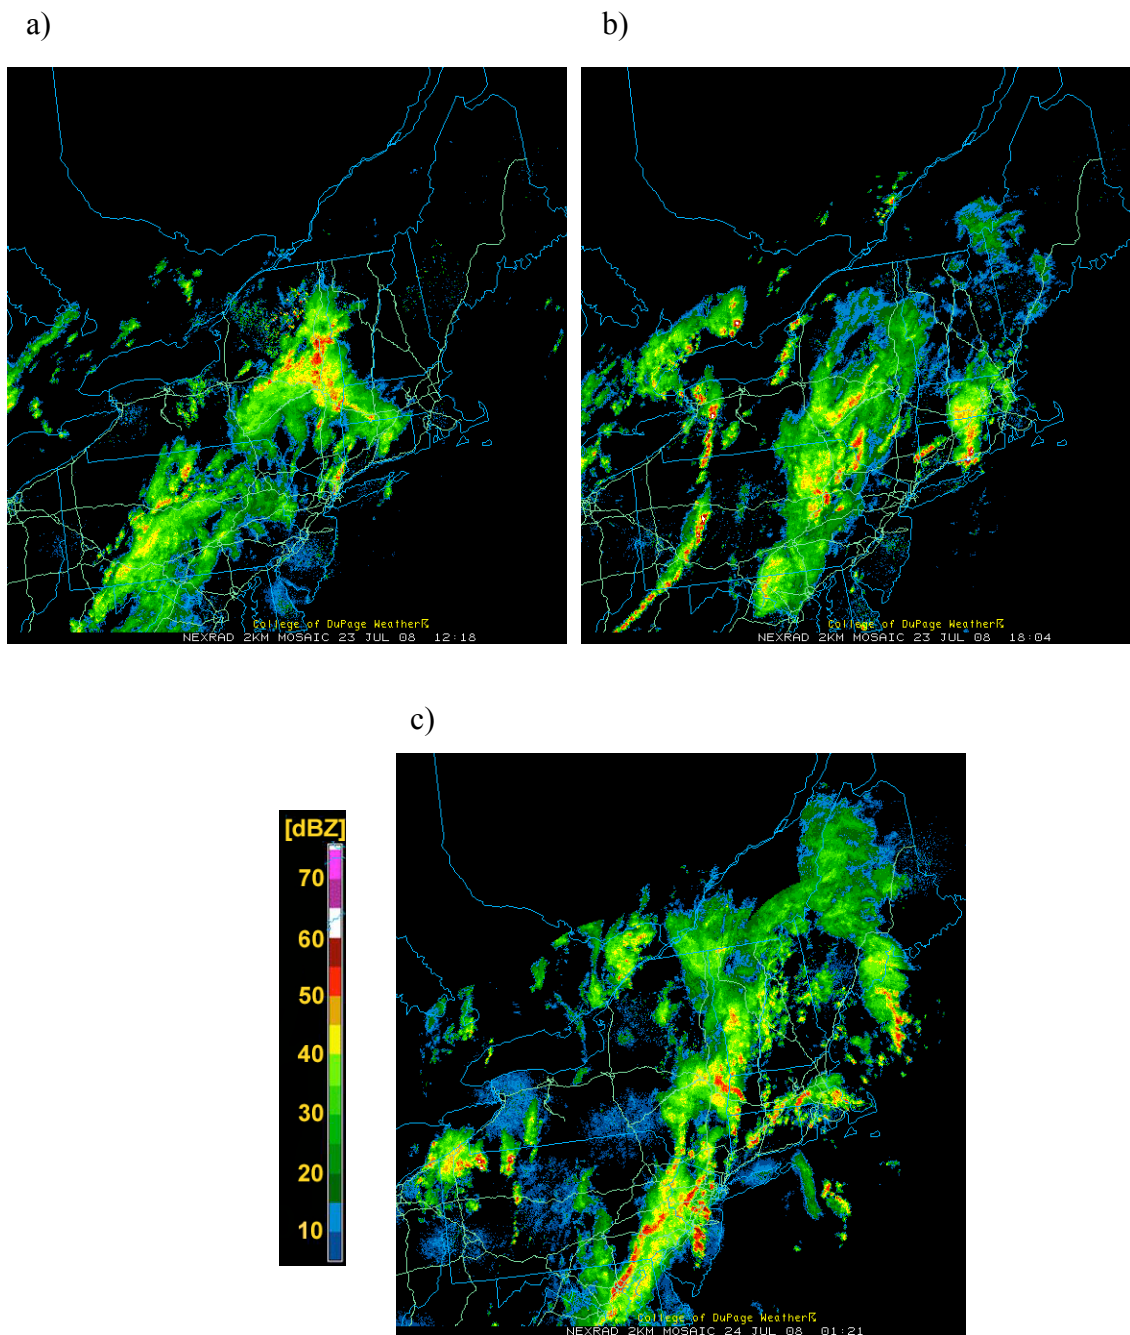 a)
b)
College of DuPage Weather
NEXRAD 2KM MOSAIC 23 JUL 08 12:18
College of DuPage Weather
NEXRAD 2KM MOSAIC 23 JUL 08 18:04
c)
[dBZ]
70
60
50
40
30
20
10
College of DuPage Weather
NEXRAD 2KM MOSAIC 24 JUL 08 01:21